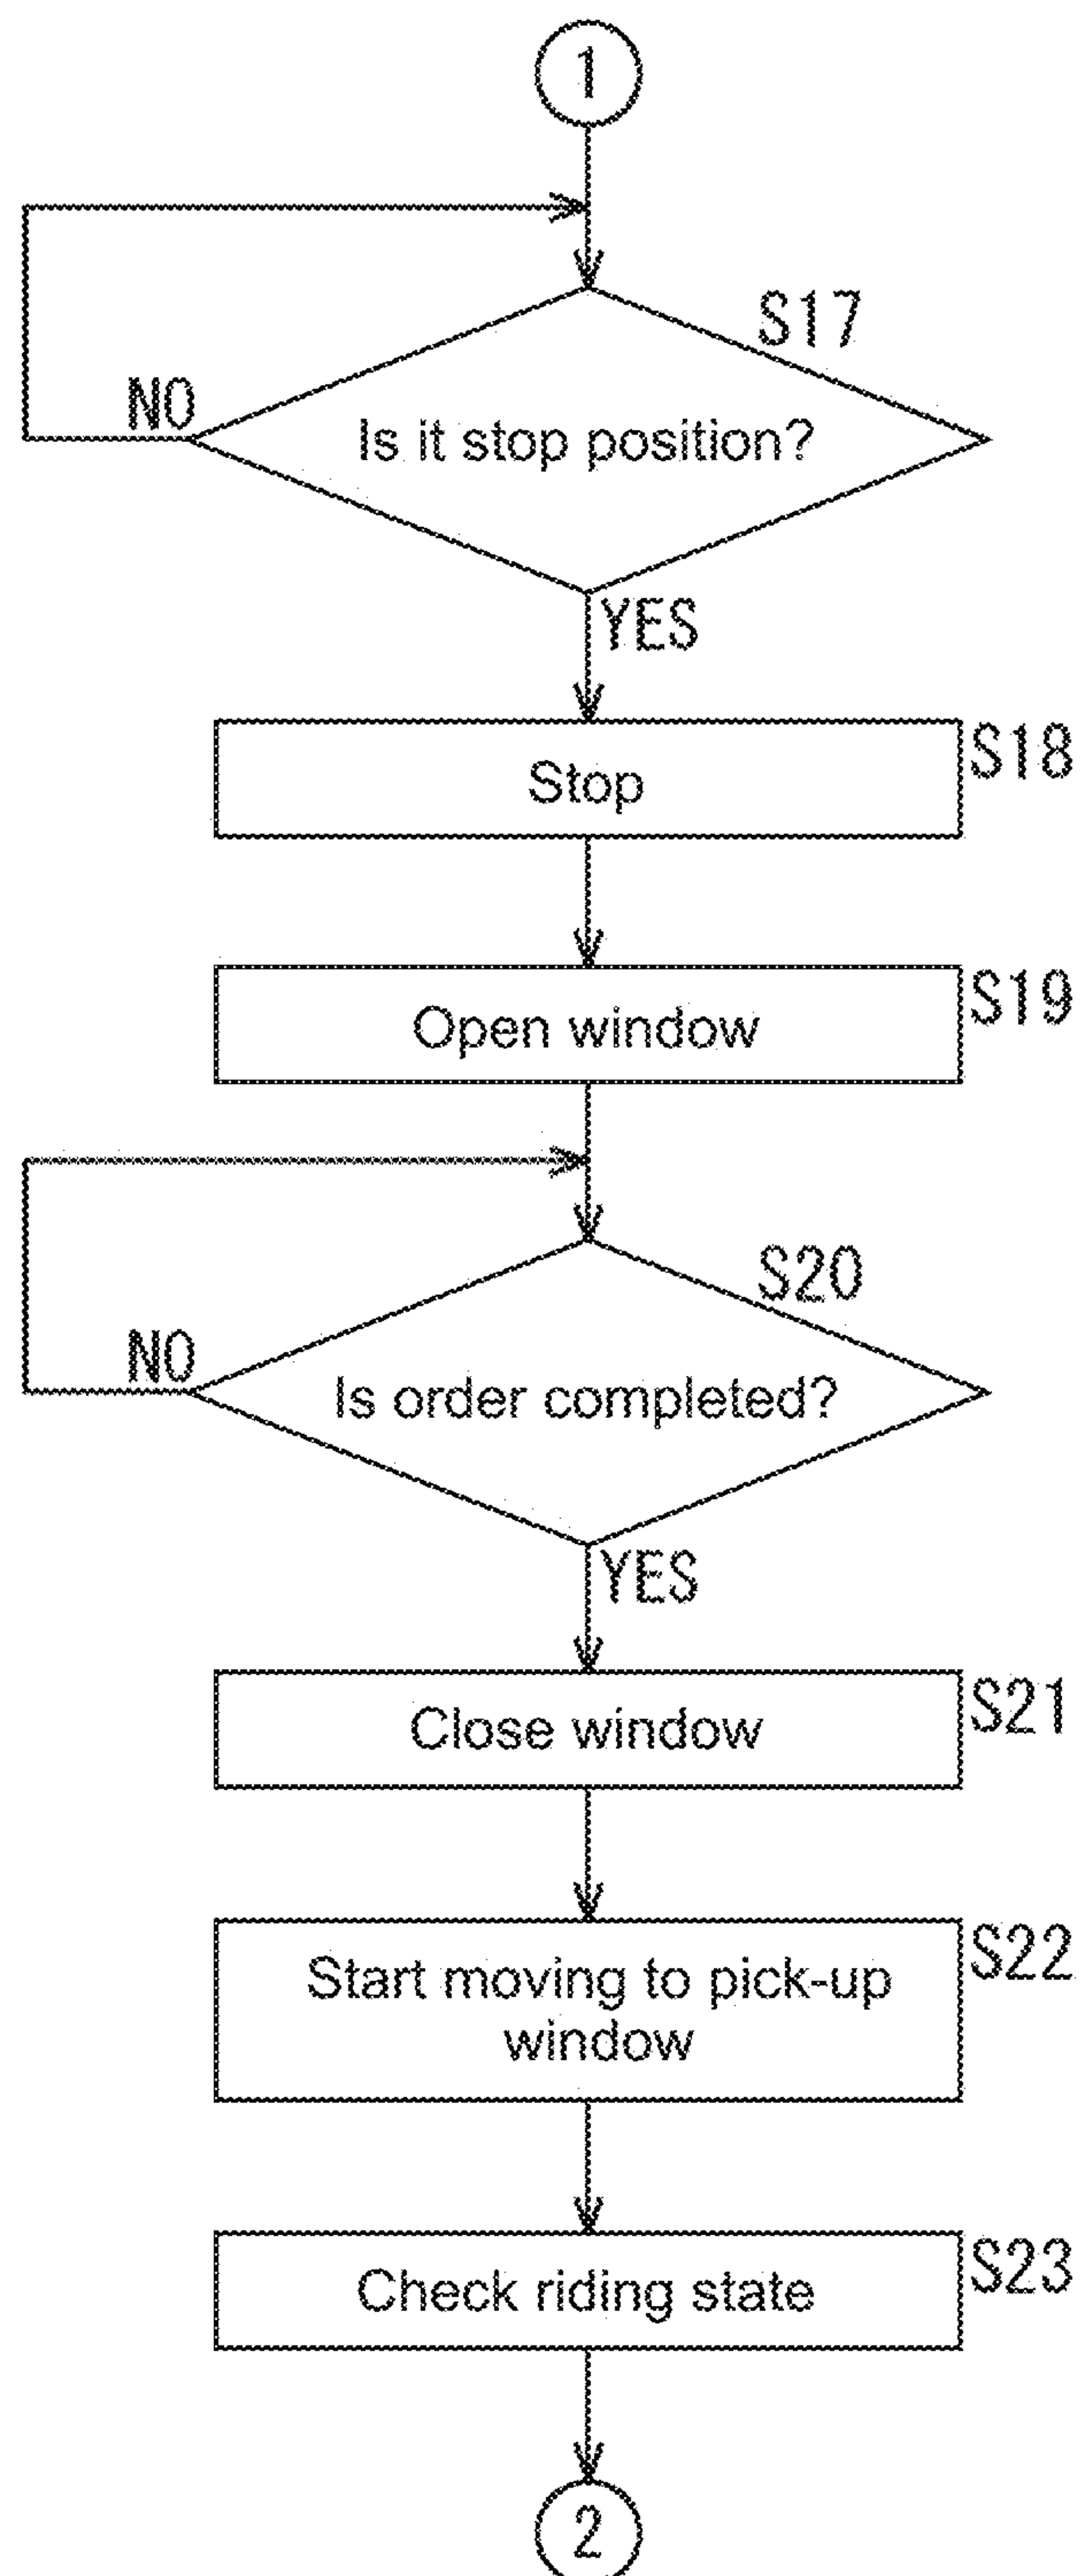 1
S17
NO
Is it stop position?
YES
Stop
S18
Open window
S19
S20
NO
Is order completed?
YES
Close window
S21
Start moving to pick-up
window
S22
Check riding state
S23
2